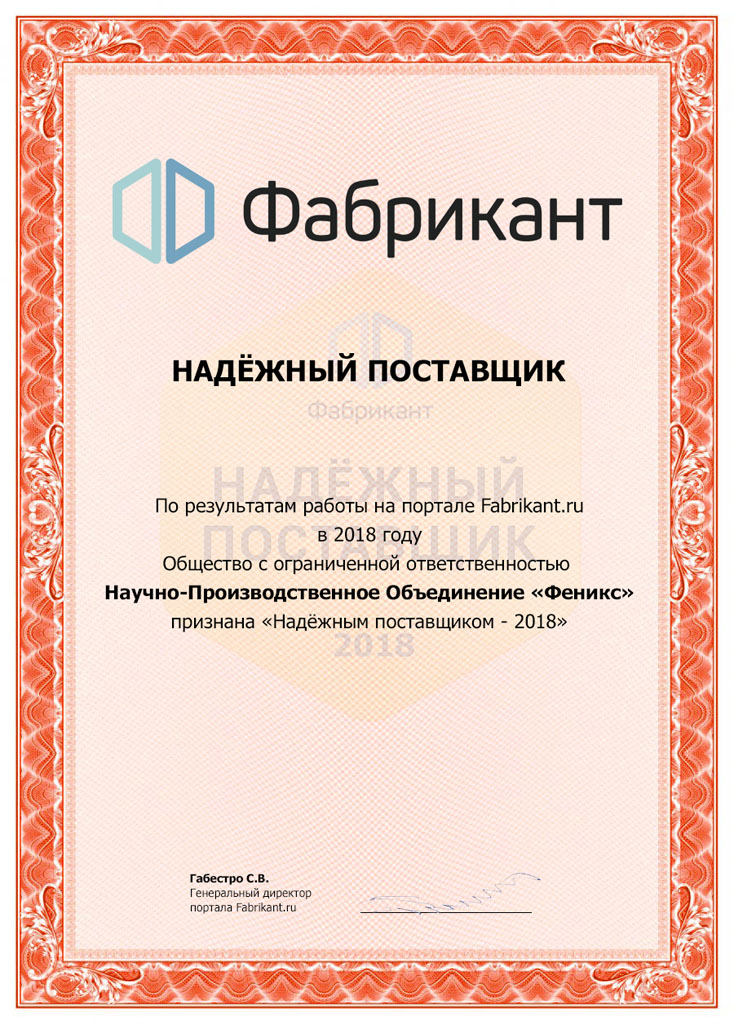 Фабрикант
НАДЁЖНЫЙ ПОСТАВЩИК
Фабрикант
НАДЁЖНЫЙ
По результатам работы на портале Fabrikant.ru
в 2018 году
ПОСТАВЩИК
Общество с ограниченной ответственностью
Научно-Производственное Объединение «Феникс»
признана «Надёжным поставщиком - 2018»
2018
Габестро С.В.
Генеральный директор
портала Fabrikant.ru